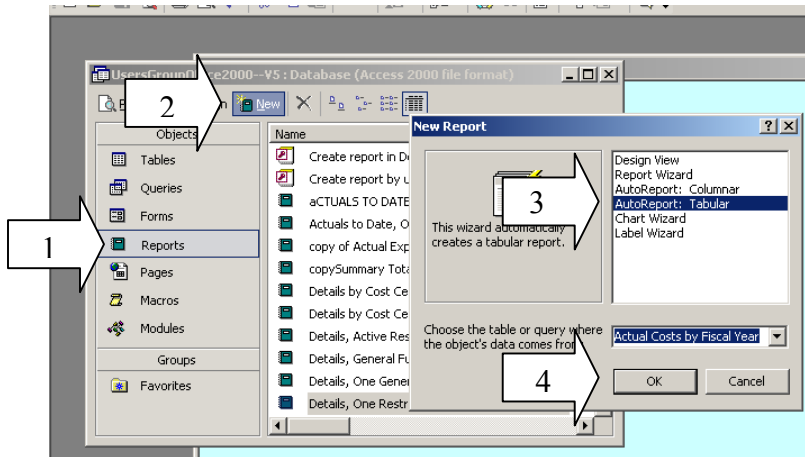 UsersGroupOffice2000--V5 : Database (Access 2000 file format)
2
New
Objects
Tables
Queries
Forms
1
Reports
Pages
Macros
Modules
Groups
Favorites
Name
Create report in D
Create report by u
aCTUALS TO DATE
Actuals to Date, O
copy of Actual Exp
copySummary Tota
Details by Cost Ce
Details by Cost Ce
Details, Active Res
Details, General Fu
Details, One Gener
Details, One Restr
New Report
3
This wizard automatically
creates a tabular report.
Design View
Report Wizard
AutoReport: Columnar
AutoReport: Tabular
Chart Wizard
Label Wizard
Choose the table or query where
the object's data comes from
Actual Costs by Fiscal Year
4
OK
Cancel